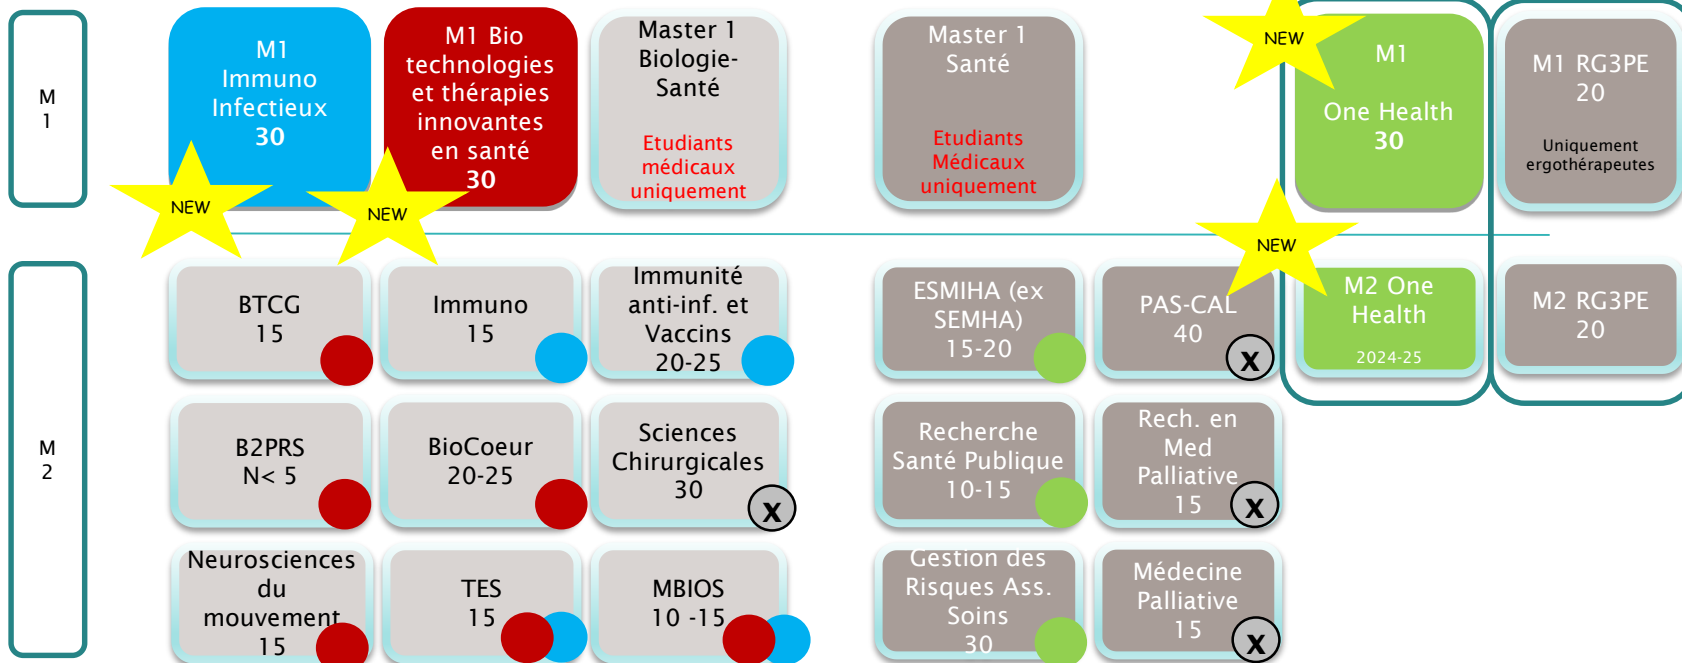 M
1
M1
Immuno
Infectieux
30
NEW
M1 Bio
technologies
et thérapies
innovantes
en santé
30
NEW
Master 1
Biologie-
Santé
Etudiants
médicaux
uniquement
Master 1
Santé
Etudiants
Médicaux
uniquement
NEW
M1
One Health
30
M1 RG3PE
20
Uniquement
ergothérapeutes
M
2
BTCG
15
Immuno
15
Immunité
anti-inf. et
Vaccins
20-25
ESMIHA (ex
SEMHA)
15-20
PAS-CAL
40
X
NEW
M2 One
Health
2024-25
M2 RG3PE
20
B2PRS
N< 5
BioCoeur
20-25
Sciences
Chirurgicales
30
X
Recherche
Santé Publique
10-15
Rech. en
Med
Palliative
15
X
Neurosciences
du
mouvement
15
TES
15
MBIOS
10 -15
Gestion des
Risques Ass.
Soins
30
Médecine
Palliative
15
X